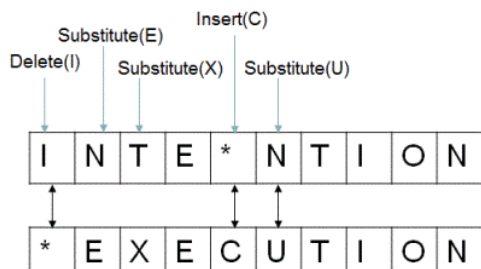 Insert(C)
Substitute(E)
Delete(I) Substitute(X) Substitute(U)
I N T E * N T I O N
* E X E C U T I O N